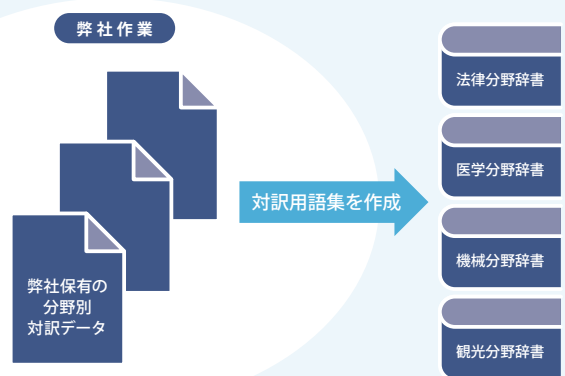 弊社作業
弊社保有の
分野別
対訳データ
対訳用語集を作成
法律分野辞書
医学分野辞書
機械分野辞書
観光分野辞書